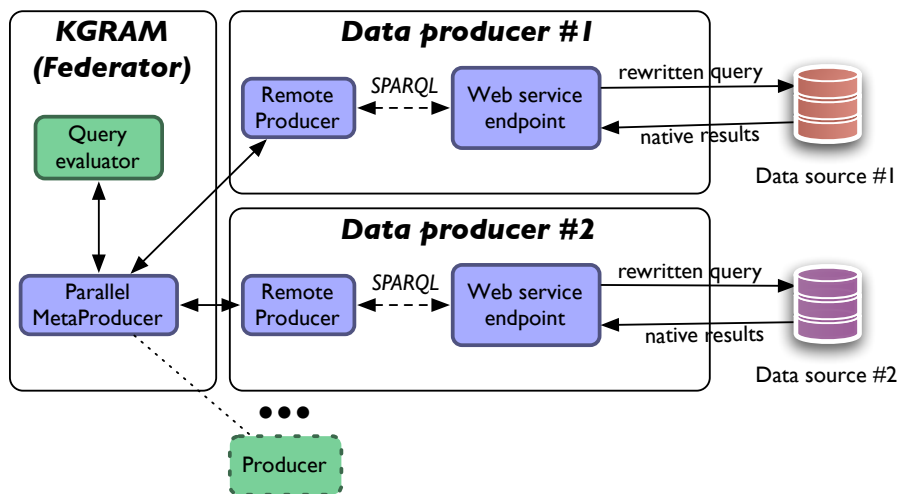 KGRAM
(Federator)
Query
evaluator
Parallel
MetaProducer
Data producer #1
Remote
Producer
SPARQL
Web service
endpoint
rewritten query
native results
Data source #1
Data producer #2
Remote
Producer
SPARQL
Web service
endpoint
rewritten query
native results
Data source #2
•••
Producer